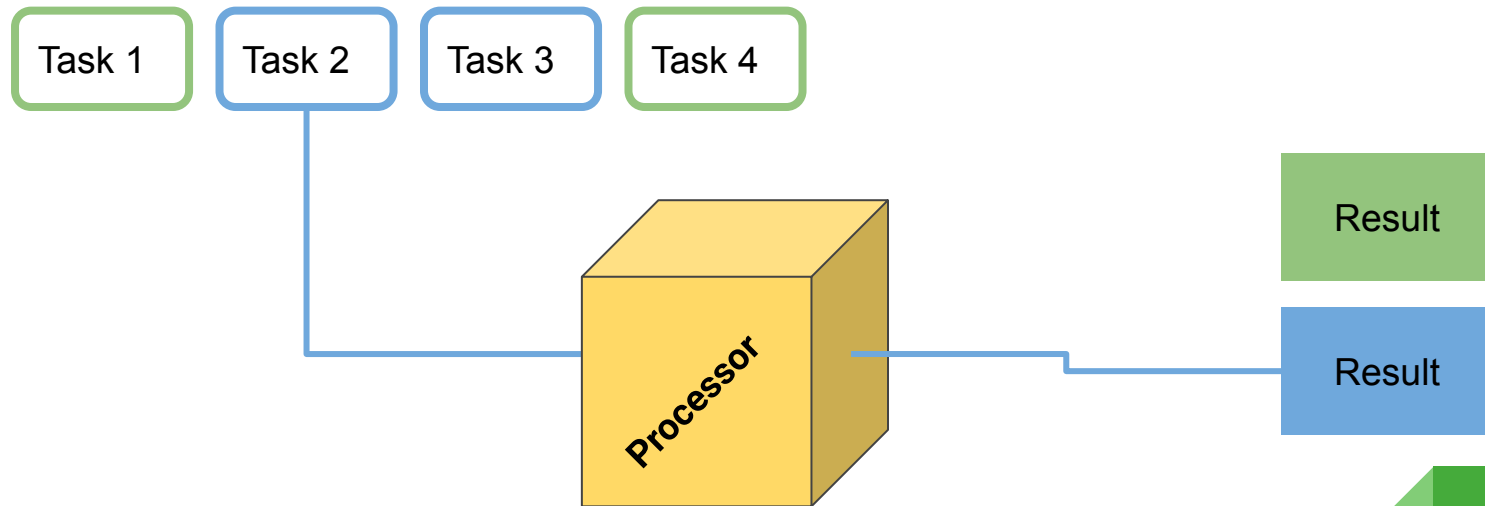 Task 1
Task 2
Task 3
Task 4
Result
Processor
Result